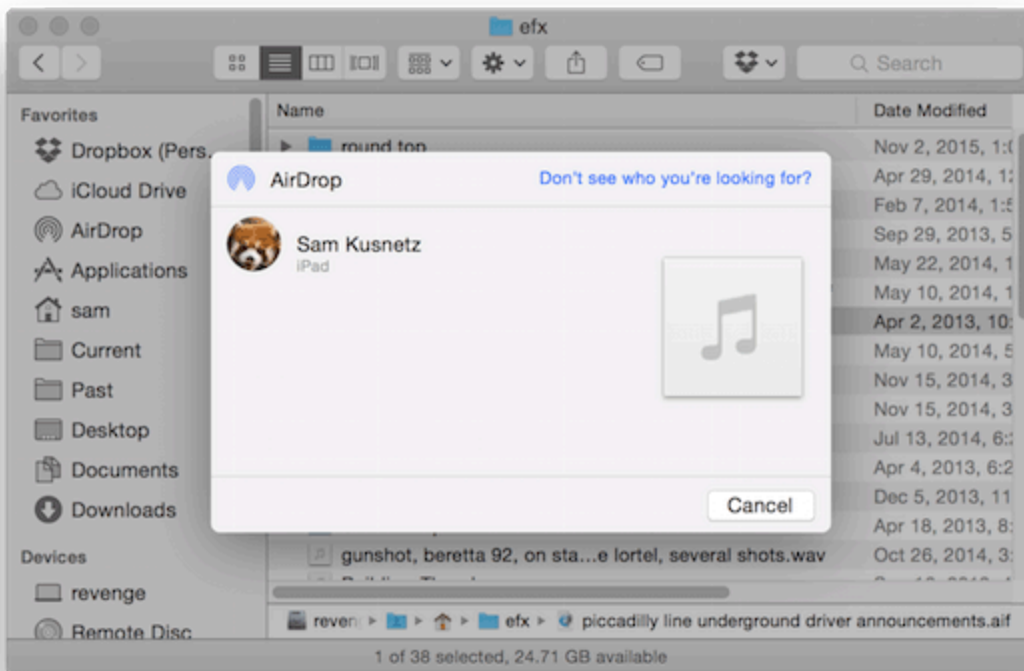 efx
Search
Favorites
Dropbox (Pers...
iCloud Drive
AirDrop
Applications
sam
Current
Past
Desktop
Documents
Downloads
Devices
revenge
Remote Disc
Name
Date Modified
round top
Nov 2, 2015, 1:0
Apr 29, 2014, 1
Feb 7, 2014, 1:5
Sep 29, 2013, 5
May 22, 2014, 1
May 10, 2014, 1
Apr 2, 2013, 10:
May 10, 2014, 5
Nov 15, 2014, 3
Nov 15, 2014, 3
Jul 13, 2014, 6:
Apr 4, 2013, 6:2
Dec 5, 2013, 11
Apr 18, 2013, 8:
gunshot, beretta 92, on sta...e lortel, several shots.wav
Oct 26, 2014, 3:
AirDrop
Don't see who you're looking for?
Sam Kusnetz
iPad
Cancel
reven
efx
piccadilly line underground driver announcements.aif
1 of 38 selected, 24.71 GB available